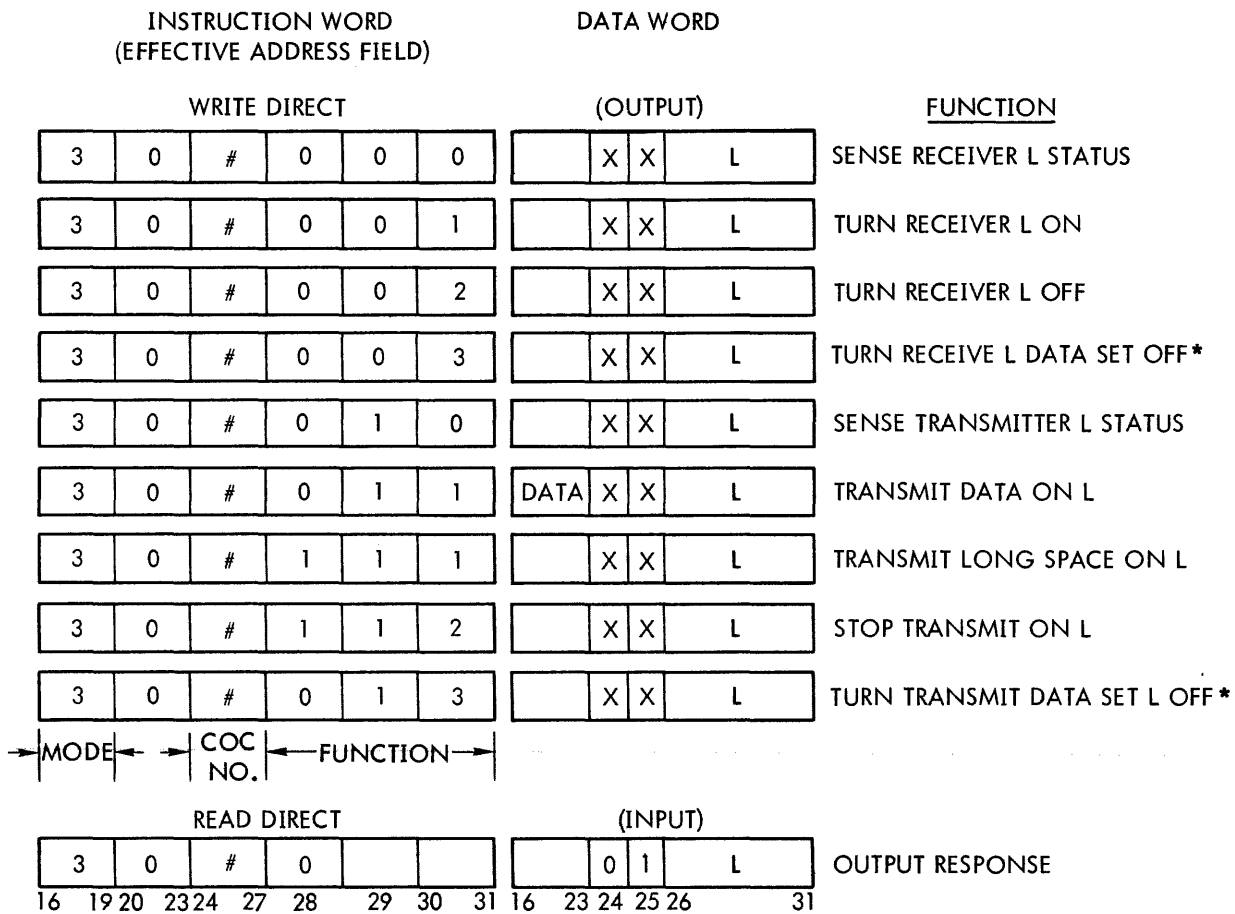 INSTRUCTION WORD DATA WORD
(EFFECTIVE ADDRESS FIELD)
WRITE DIRECT (OUTPUT) FUNCTION
3 0 # 0 0 0 X X L SENSE RECEIVER L STATUS
3 0 # 0 0 1 X X L TURN RECEIVER L ON
3 0 # 0 0 2 X X L TURN RECEIVER L OFF
3 0 # 0 0 3 X X L TURN RECEIVE L DATA SET OFF*
3 0 # 0 1 0 X X L SENSE TRANSMITTER L STATUS
3 0 # 0 1 1 DATA X X L TRANSMIT DATA ON L
3 0 # 1 1 1 X X L TRANSMIT LONG SPACE ON L
3 0 # 1 1 2 X X L STOP TRANSMIT ON L
3 0 # 0 1 3 X X L TURN TRANSMIT DATA SET L OFF*
MODE COC FUNCTION
NO.
READ DIRECT (INPUT)
3 0 # 0 0 1 L OUTPUT RESPONSE
16 19 20 23 24 27 28 29 30 31 16 23 24 25 26 31